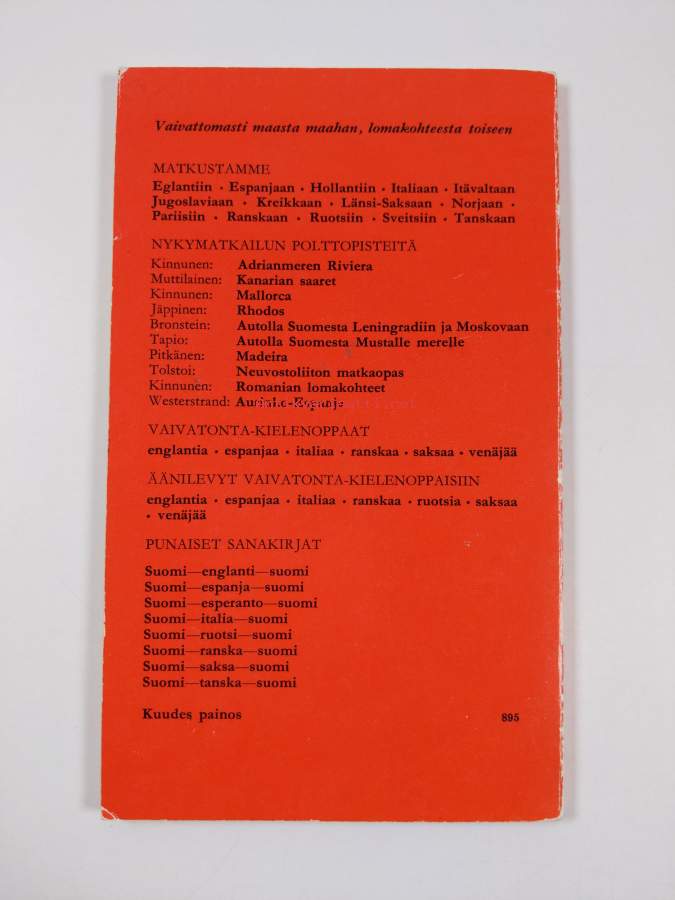 Vaivattomasti maasta maahan, lomakohteesta toiseen
MATKUSTAMME
Eglantiin • Espanjaan • Hollantiin • Italiaan • Itävaltaan
Jugoslaviaan • Kreikkaan • Länsi-Saksaan • Norjaan •
Pariisiin • Ranskaan • Ruotsiin • Sveitsiin • Tanskaan
NYKYMATKAILUN POLTTOPISTEITÄ
Kinnunen: Adrianmeren Riviera
Muttilainen: Kanarian saaret
Kinnunen: Mallorca
Jäppinen: Rhodos
Bronstein: Autolla Suomesta Leningradiin ja Moskovaan
Tapio: Autolla Suomesta Mustalle merelle
Pitkänen: Madeira
Tolstoi: Neuvostoliiton matkaopas
Kinnunen: Romanian lomakohteet
Westerstrand: Aurinko-Espanja
VAIVATONTA-KIELENOPPAAT
englantia • espanjaa • italiaa • ranskaa • saksaa • venäjää
ÄÄNILEVYT VAIVATONTA-KIELENOPPAISIIN
englantia • espanjaa • italiaa • ranskaa • ruotsia • saksaa
• venäjää
PUNAISET SANAKIRJAT
Suomi—englanti—suomi
Suomi—espanja—suomi
Suomi—esperanto—suomi
Suomi—italia—suomi
Suomi—ruotsi—suomi
Suomi—ranska—suomi
Suomi—saksa—suomi
Suomi—tanska—suomi
Kuudes painos 895